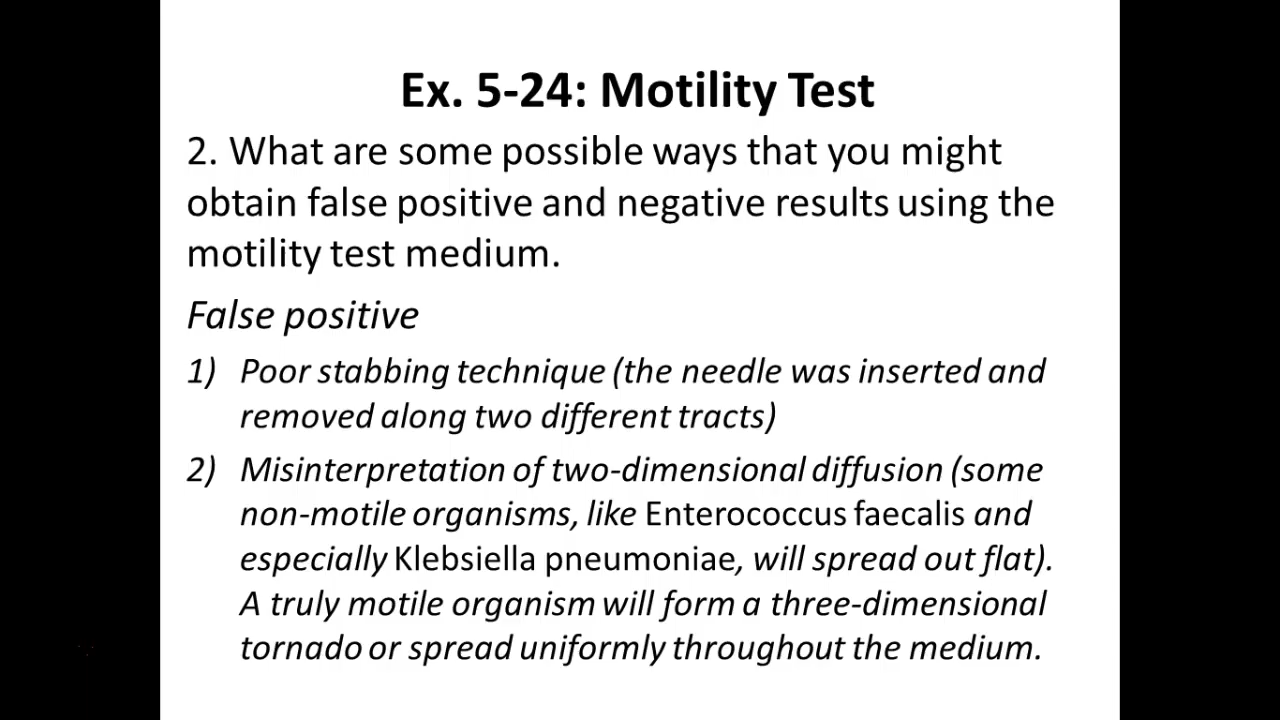 Ex. 5-24: Motility Test
2. What are some possible ways that you might
obtain false positive and negative results using the
motility test medium.
False positive
1) Poor stabbing technique (the needle was inserted and
removed along two different tracts)
2) Misinterpretation of two-dimensional diffusion (some
non-motile organisms, like Enterococcus faecalis and
especially Klebsiella pneumoniae, will spread out flat).
A truly motile organism will form a three-dimensional
tornado or spread uniformly throughout the medium.